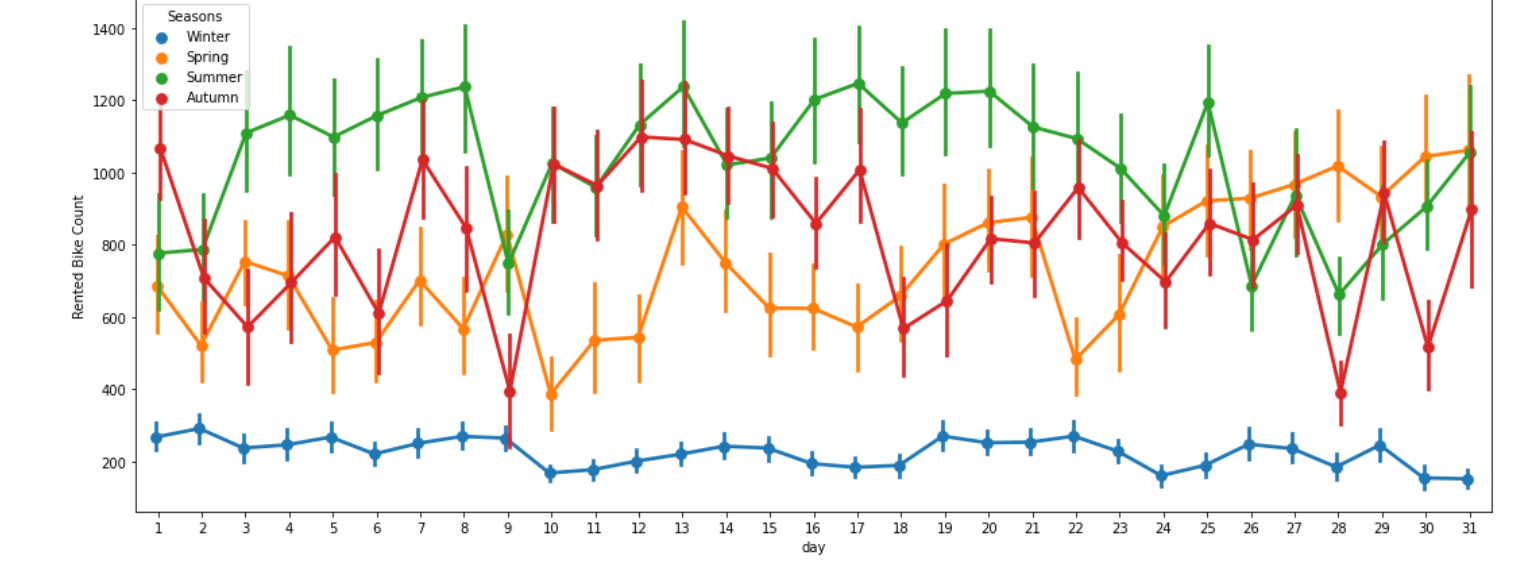 Seasons
Winter
Spring
Summer
Autumn
Rented Bike Count
1400
1200
1000
800
600
400
200
1 2 3 4 5 6 7 8 9 10 11 12 13 14 15 16 17 18 19 20 21 22 23 24 25 26 27 28 29 30 31
day